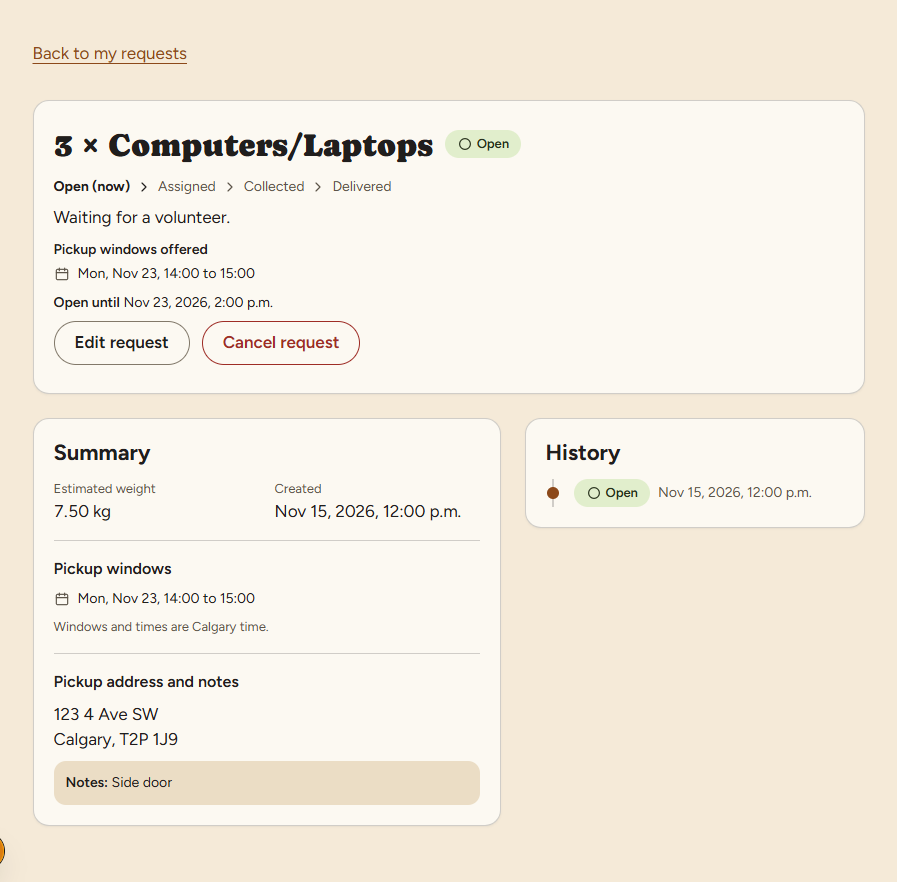 Back to my requests
3 × Computers/Laptops Open
Open (now) > Assigned > Collected > Delivered
Waiting for a volunteer.
Pickup windows offered
Mon, Nov 23, 14:00 to 15:00
Open until Nov 23, 2026, 2:00 p.m.
Edit request Cancel request
Summary
Estimated weight Created
7.50 kg Nov 15, 2026, 12:00 p.m.
Pickup windows
Mon, Nov 23, 14:00 to 15:00
Windows and times are Calgary time.
Pickup address and notes
123 4 Ave SW
Calgary, T2P 1J9
Notes: Side door
History
Open Nov 15, 2026, 12:00 p.m.